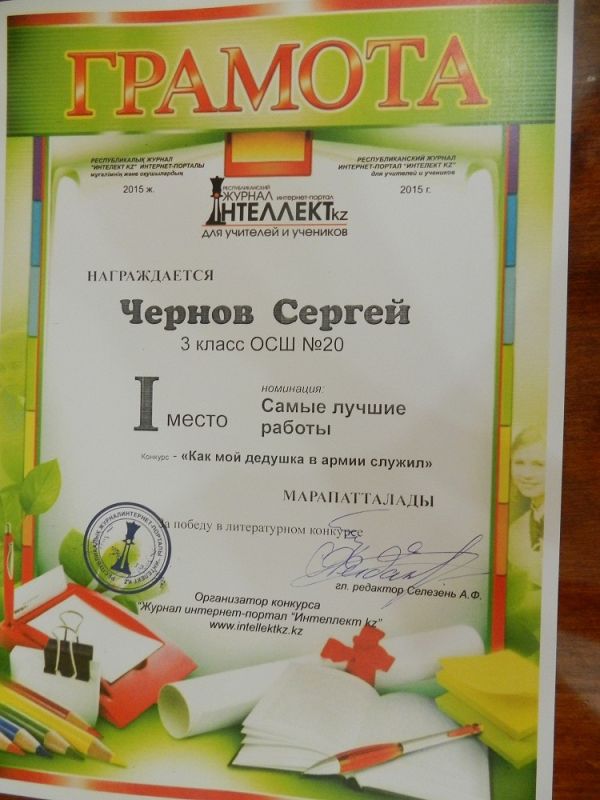 ГРАМОТА
РЕСПУБЛИКАЛЫҚ ЖУРНАЛ
"ИНТЕЛЕКТ KZ" ИНТЕРНЕТ-ПОРТАЛЫ
мұғалімнің және оқушылардың
2015 ж.
РЕСПУБЛИКАНСКИЙ ЖУРНАЛ
ИНТЕРНЕТ-ПОРТАЛ "ИНТЕЛЕКТ KZ"
для учителей и учеников
2015 г.
РЕСПУБЛИКАНСКИЙ
ЖУРНАЛ интернет-портал
ІНТЕЛЛЕКТkz
ДЛЯ УЧИТЕЛЕЙ И УЧЕНИКОВ
НАГРАЖДАЕТСЯ
Чернов Сергей
3 класс ОСШ №20
I место
номинация:
Самые лучшие
работы
Конкурс - «Как мой дедушка в армии служил»
МАРАПАТТАЛАДЫ
За победу в литературном конкурсе
гл. редактор Селезень А.Ф.
Организатор конкурса
"Журнал интернет-портал "Интеллект kz"
www.intellektkz.kz